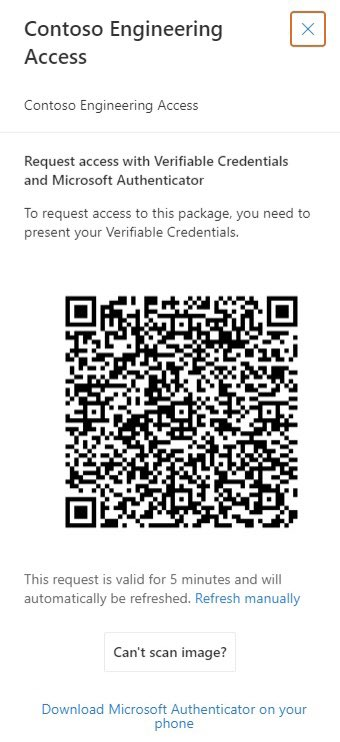 Contoso Engineering
Access
Contoso Engineering Access
Request access with Verifiable Credentials
and Microsoft Authenticator
To request access to this package, you need to
present your Verifiable Credentials.
This request is valid for 5 minutes and will
automatically be refreshed. Refresh manually
Can't scan image?
Download Microsoft Authenticator on your
phone